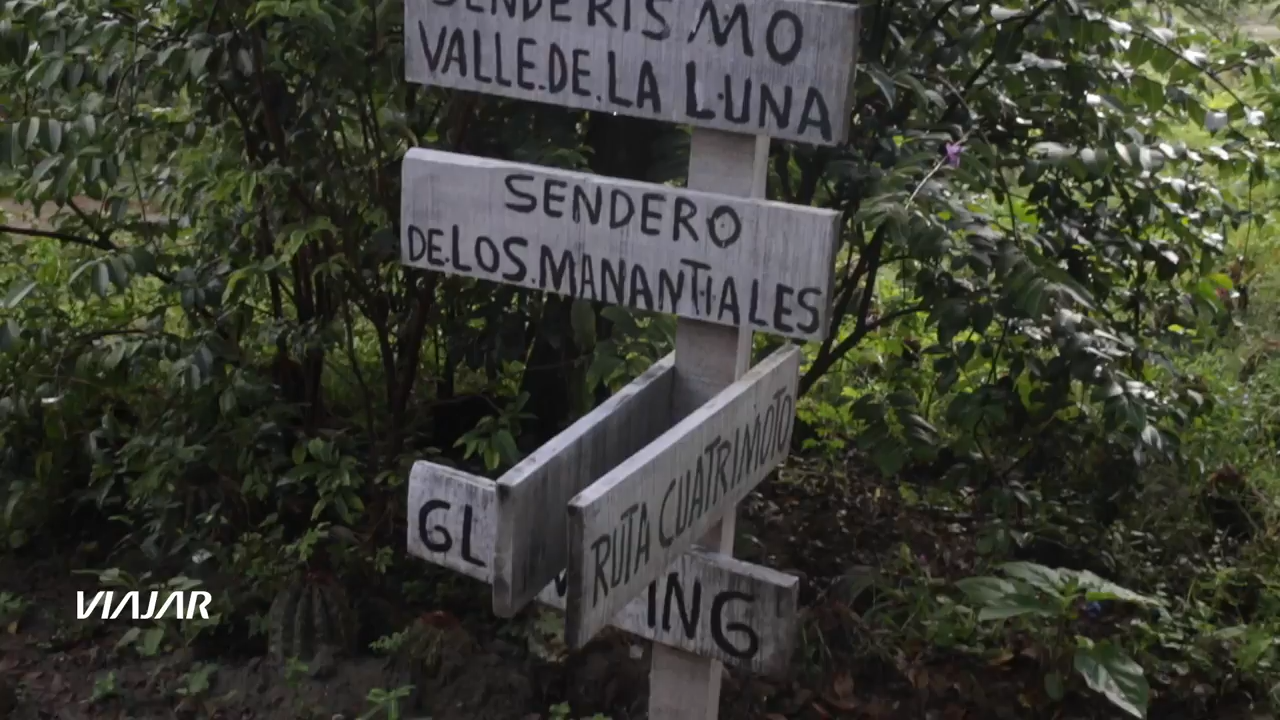 SENDERISMO
VALLE.DE.LA LUNA
SENDERO
DE.LOS.MANANTIALES
RUTA CUATRIMOTO
GL
ING
VIAJAR